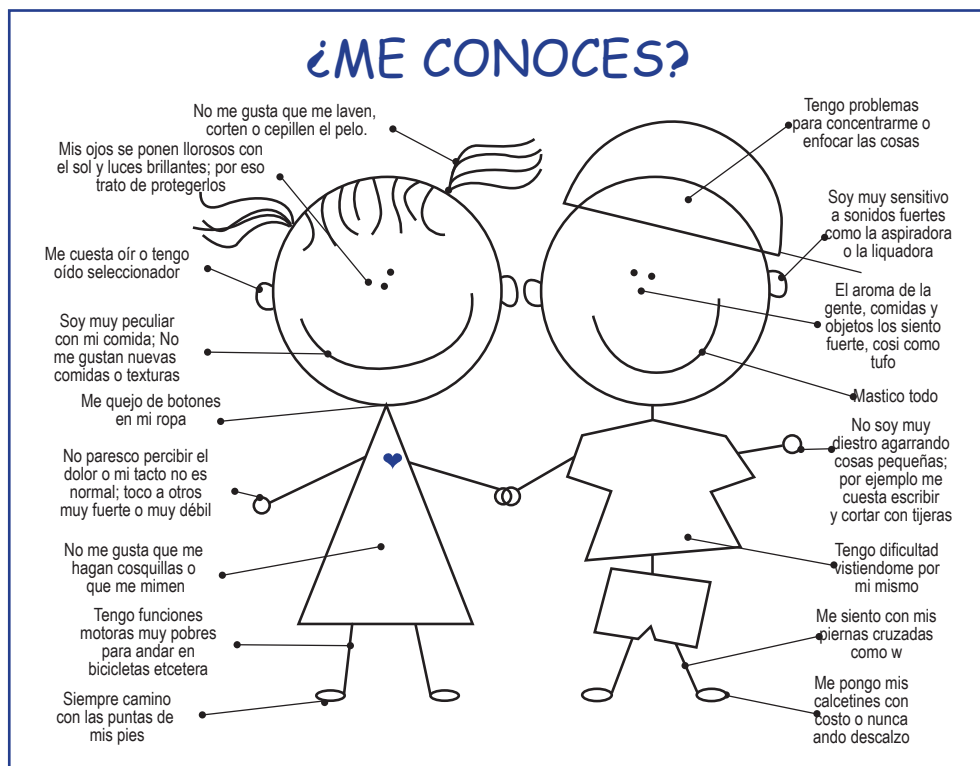 ¿ME CONOCES?
No me gusta que me laven,
corten o cepillen el pelo.
Mis ojos se ponen llorosos con
el sol y luces brillantes; por eso
trato de protegerlos
Me cuesta oír o tengo
oído seleccionador
Soy muy peculiar
con mi comida; No
me gustan nuevas
comidas o texturas
Me quejo de botones
en mi ropa
No paresco percibir el
dolor o mi tacto no es
normal; toco a otros
muy fuerte o muy débil
No me gusta que me
hagan cosquillas o
que me mimen
Tengo funciones
motoras muy pobres
para andar en
bicicletas etcetera
Siempre camino
con las puntas de
mis pies
Tengo problemas
para concentrarme o
enfocar las cosas
Soy muy sensitivo
a sonidos fuertes
como la aspiradora
o la liquadora
El aroma de la
gente, comidas y
objetos los siento
fuerte, cosi como
tufo
Mastico todo
No soy muy
diestro agarrando
cosas pequeñas;
por ejemplo me
cuesta escribir
y cortar con tijeras
Tengo dificultad
vistiendome por
mi mismo
Me siento con mis
piernas cruzadas
como w
Me pongo mis
calcetines con
costo o nunca
ando descalzo